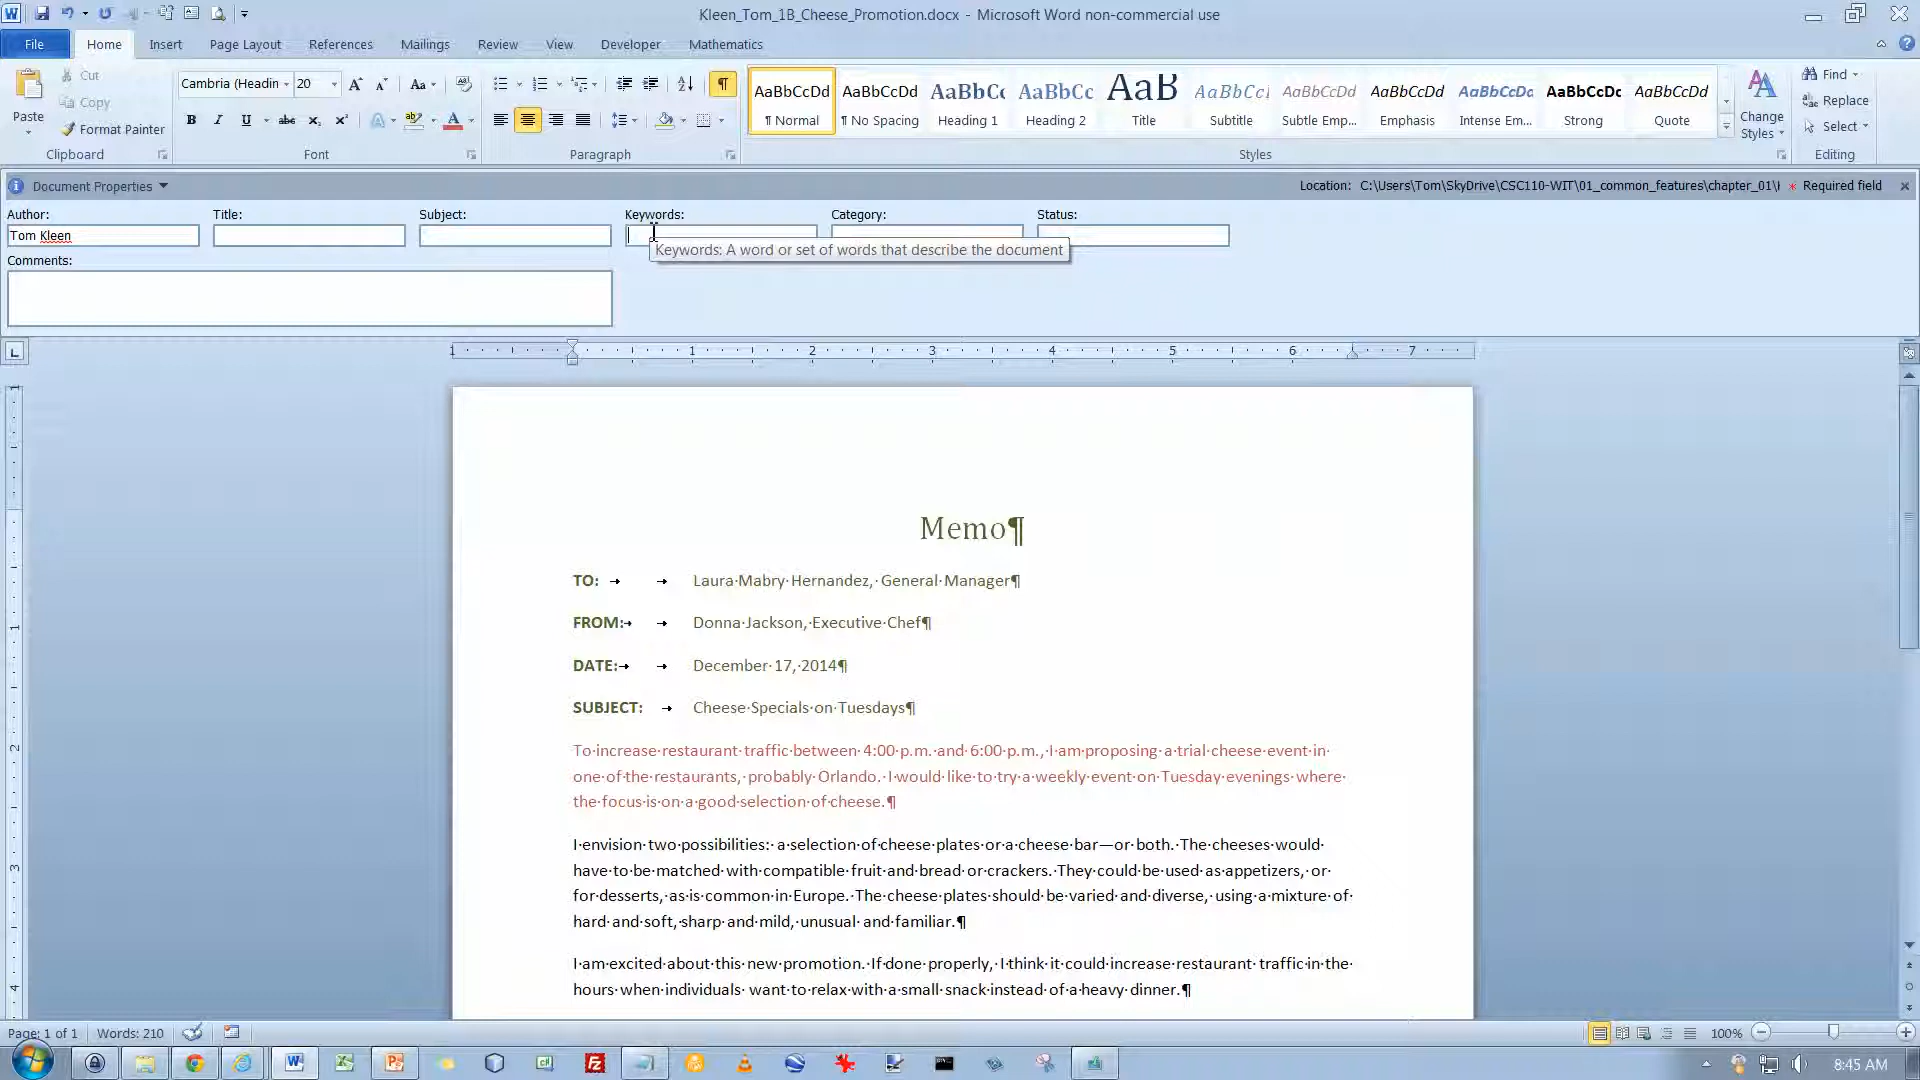 Kleen_Tom_1B_Cheese_Promotion.docx - Microsoft Word non-commercial use
File Home Insert Page Layout References Mailings Review View Developer Mathematics
Paste
Cut
Copy
Format Painter
Clipboard
Cambria (Headin 20
Font
Paragraph
AaBbCcDd AaBbCcDd AaBbCc AaBbCc AaB AaBbCcl AaBbCcDd AaBbCcDd AaBbCcDc AaBbCcDc AaBbCcDd
¶ Normal ¶ No Spacing Heading 1 Heading 2 Title Subtitle Subtle Emp... Emphasis Intense Em... Strong Quote
Change Styles
Styles
Find
Replace
Select
Editing
Document Properties Location: C:\Users\Tom\SkyDrive\CSC110-WIT\01_common_features\chapter_01\ * Required field
Author: Title: Subject: Keywords: Category: Status:
Tom Kleen
Keywords: A word or set of words that describe the document
Comments:
1 1 2 3 4 5 6 7
Memo¶
TO: Laura·Mabry·Hernandez,·General·Manager¶
FROM: Donna·Jackson,·Executive·Chef¶
DATE: December·17,·2014¶
SUBJECT: Cheese·Specials·on·Tuesdays¶
To·increase·restaurant·traffic·between·4:00·p.m.·and·6:00·p.m.,·I·am·proposing·a·trial·cheese·event·in·
one·of·the·restaurants,·probably·Orlando.·I·would·like·to·try·a·weekly·event·on·Tuesday·evenings·where·
the·focus·is·on·a·good·selection·of·cheese.¶
I·envision·two·possibilities:·a·selection·of·cheese·plates·or·a·cheese·bar—or·both.·The·cheeses·would·
have·to·be·matched·with·compatible·fruit·and·bread·or·crackers.·They·could·be·used·as·appetizers,·or·
for·desserts,·as·is·common·in·Europe.·The·cheese·plates·should·be·varied·and·diverse,·using·a·mixture·of·
hard·and·soft,·sharp·and·mild,·unusual·and·familiar.¶
I·am·excited·about·this·new·promotion.·If·done·properly,·I·think·it·could·increase·restaurant·traffic·in·the·
hours·when·individuals·want·to·relax·with·a·small·snack·instead·of·a·heavy·dinner.¶
Page: 1 of 1 Words: 210 100%
8:45 AM